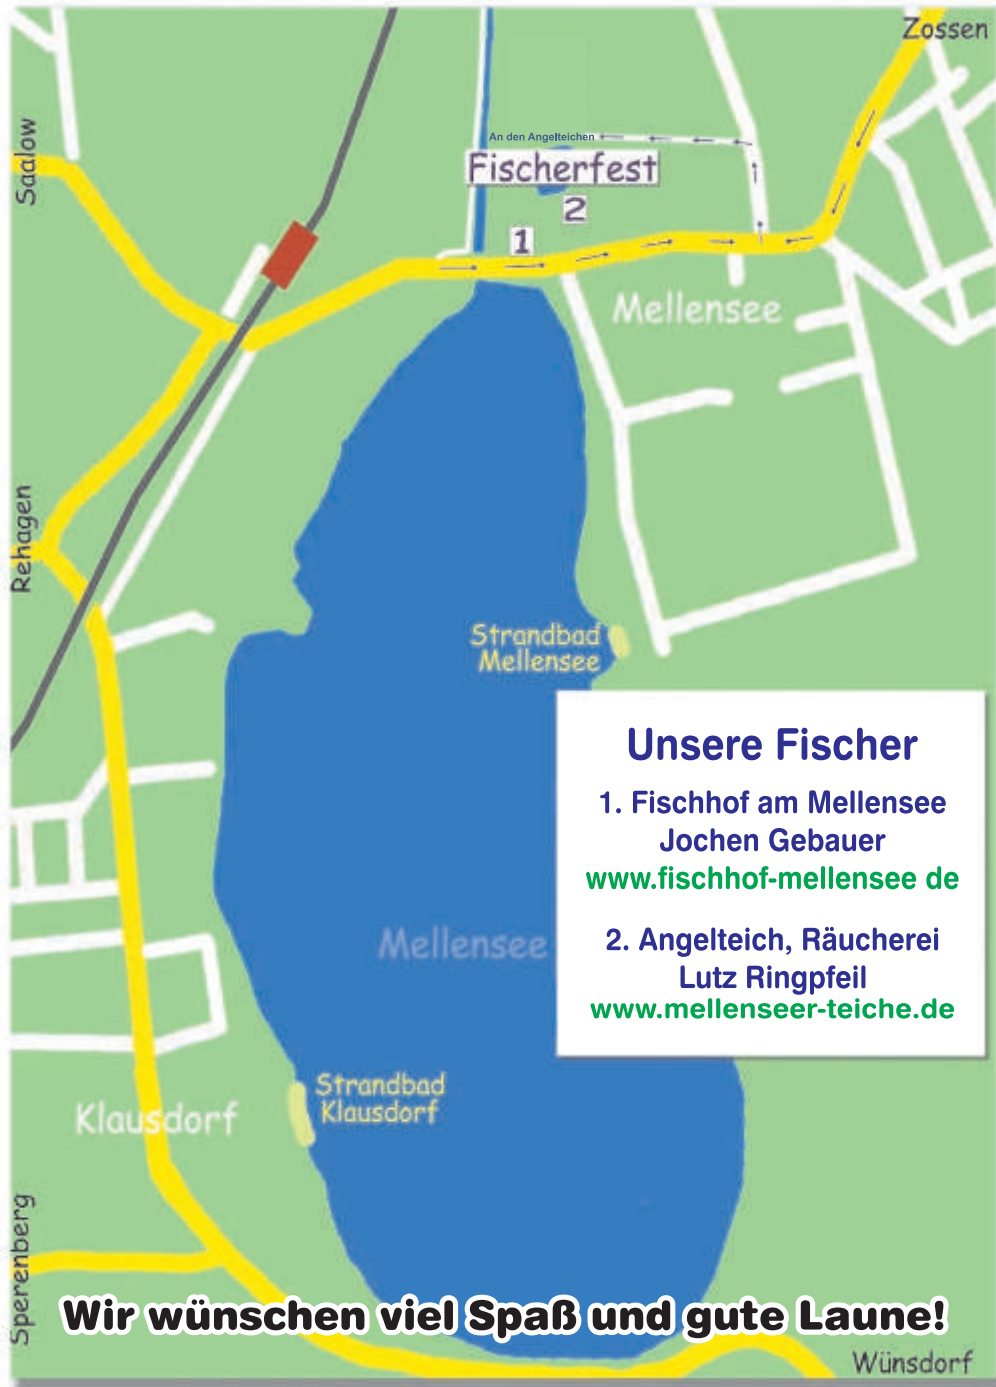 Zossen
Saalow
An den Angelteichen
Fischerfest
2
1
Mellensee
Rehagen
Strandbad
Mellensee
Unsere Fischer
1. Fischhof am Mellensee
Jochen Gebauer
www.fischhof-mellensee de
2. Angelteich, Räucherei
Lutz Ringpfeil
www.mellenseer-teiche.de
Mellensee
Strandbad
Klausdorf
Klausdorf
Sperenberg
Wir wünschen viel Spaß und gute Laune!
Wünsdorf